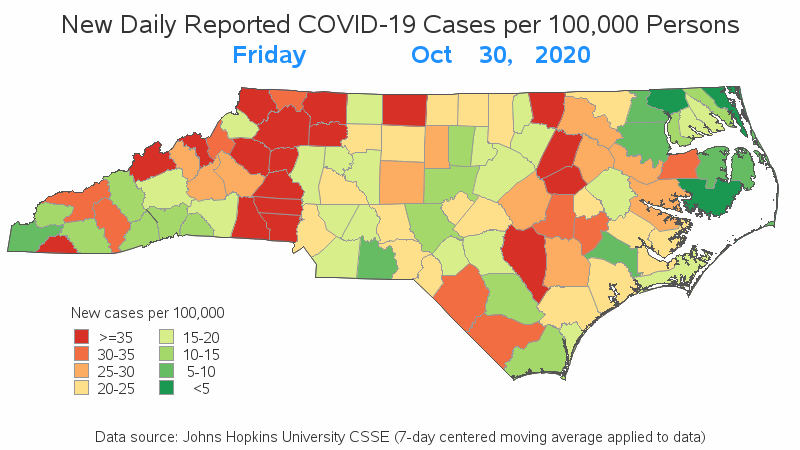 New Daily Reported COVID-19 Cases per 100,000 Persons
Friday Oct 30, 2020
New cases per 100,000
>=35 15-20
30-35 10-15
25-30 5-10
20-25 <5
Data source: Johns Hopkins University CSSE (7-day centered moving average applied to data)